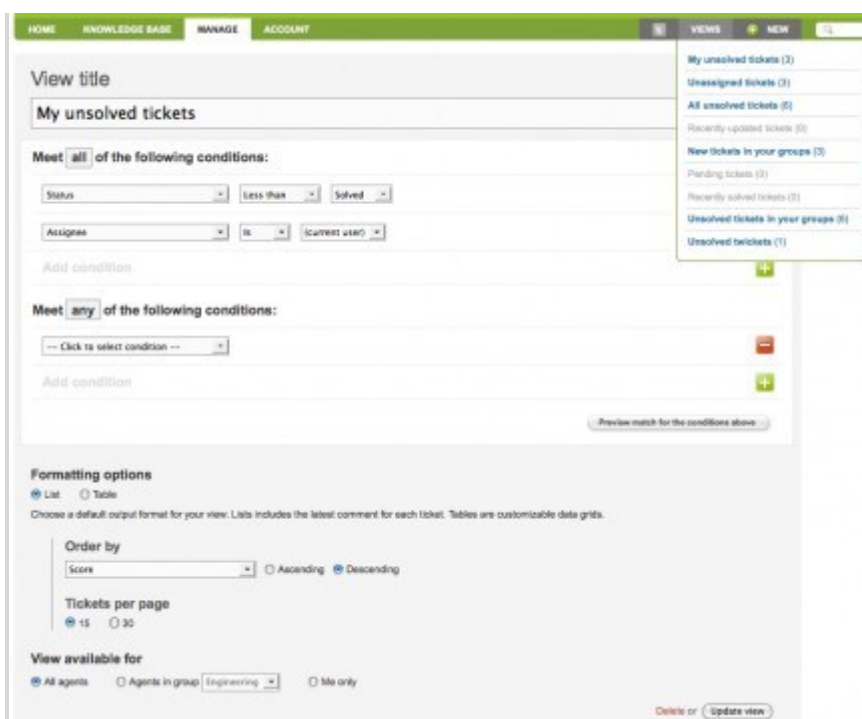 HOME KNOWLEDGE BASE MANAGE ACCOUNT VIEWS NEW
My unsolved tickets (3)
Unassigned tickets (3)
All unsolved tickets (6)
Recently updated tickets (0)
New tickets in your groups (3)
Pending tickets (0)
Recently solved tickets (0)
Unsolved tickets in your groups (6)
Unsolved twickets (1)
View title
My unsolved tickets
Meet all of the following conditions:
Status Less than Solved
Assignee Is (current user)
Add condition
Meet any of the following conditions:
-- Click to select condition --
Add condition
Preview match for the conditions above
Formatting options
List Table
Choose a default output format for your view. Lists includes the latest comment for each ticket. Tables are customizable data grids.
Order by
Score Ascending Descending
Tickets per page
15 30
View available for
All agents Agents in group Engineering Me only
Delete or Update view